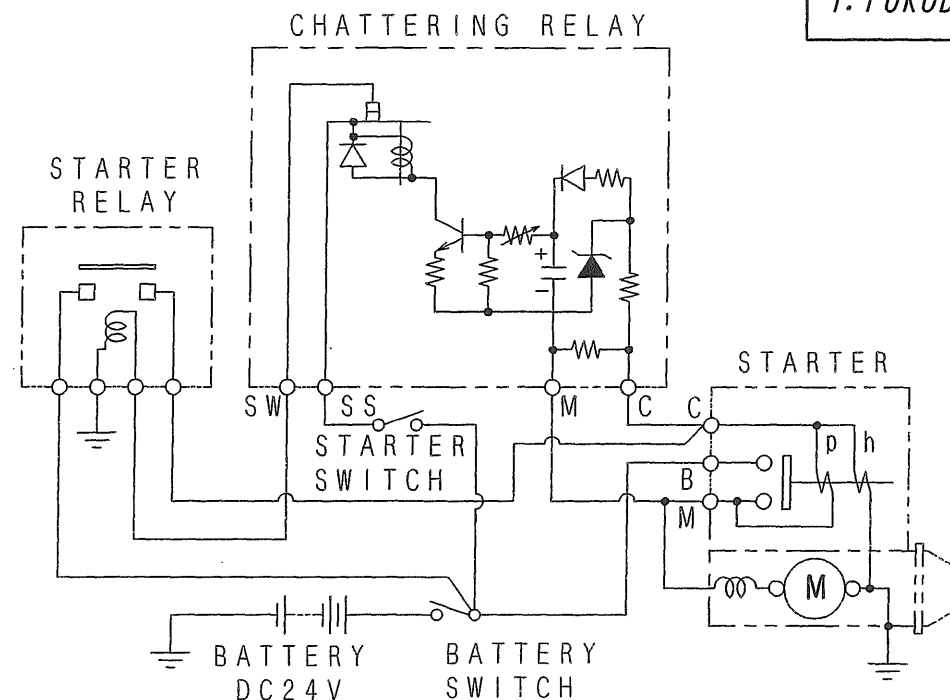 CHATTERING RELAY
STARTER
RELAY
+
−
SW
SS
M
C
STARTER
SWITCH
STARTER
C
p
h
B
M
M
BATTERY
DC24V
BATTERY
SWITCH